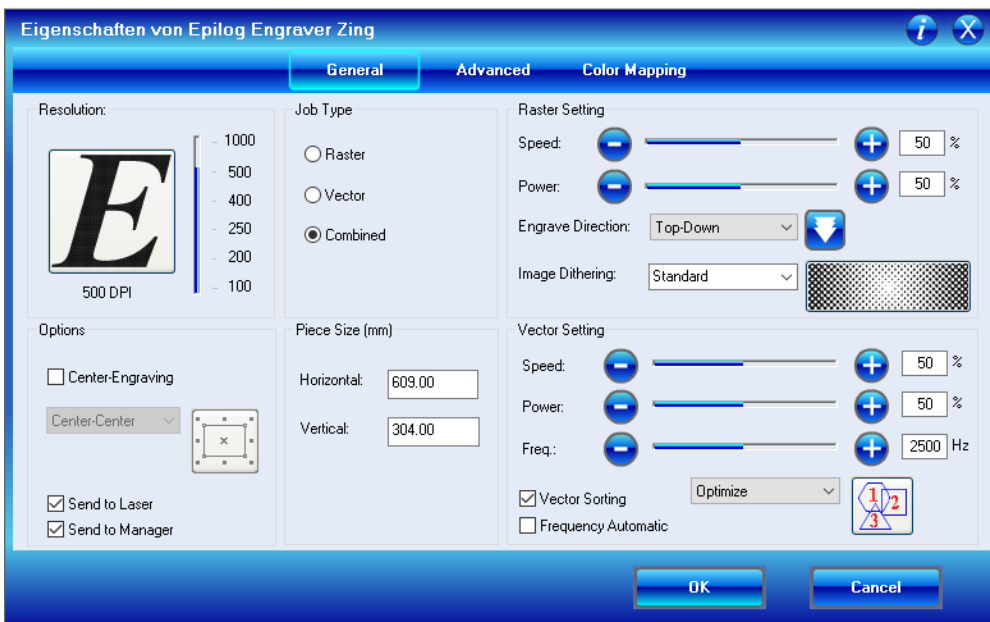 Eigenschaften von Epilog Engraver Zing
i X
General Advanced Color Mapping
Resolution:
E
500 DPI
1000
500
400
250
200
100
Job Type
Raster
Vector
Combined
Raster Setting
Speed: 50 %
Power: 50 %
Engrave Direction: Top-Down
Image Dithering: Standard
Options
Center-Engraving
Center-Center
Send to Laser
Send to Manager
Piece Size (mm)
Horizontal: 609.00
Vertical: 304.00
Vector Setting
Speed: 50 %
Power: 50 %
Freq.: 2500 Hz
Vector Sorting Optimize
Frequency Automatic
1
2
3
OK Cancel